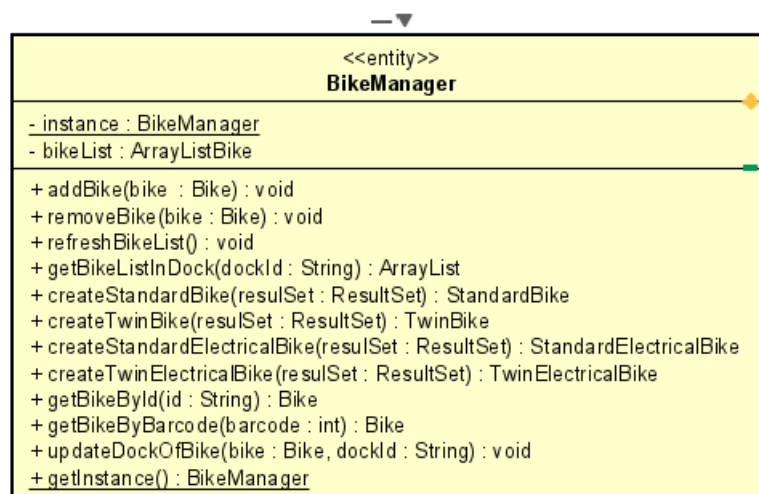 <<entity>>
BikeManager
- instance : BikeManager
- bikeList : ArrayListBike
+ addBike(bike : Bike) : void
+ removeBike(bike : Bike) : void
+ refreshBikeList() : void
+ getBikeListInDock(dockId : String) : ArrayList
+ createStandardBike(resulSet : ResultSet) : StandardBike
+ createTwinBike(resulSet : ResultSet) : TwinBike
+ createStandardElectricalBike(resulSet : ResultSet) : StandardElectricalBike
+ createTwinElectricalBike(resulSet : ResultSet) : TwinElectricalBike
+ getBikeById(id : String) : Bike
+ getBikeByBarcode(barcode : int) : Bike
+ updateDockOfBike(bike : Bike, dockId : String) : void
+ getInstance() : BikeManager